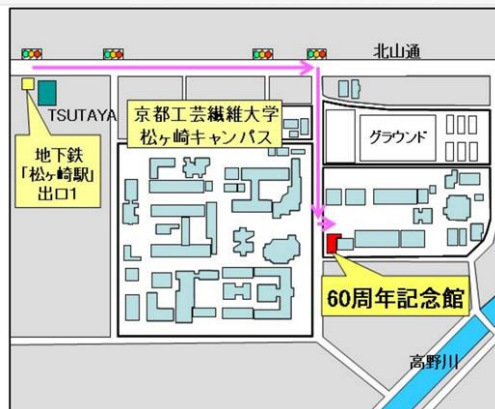 北山通
TSUTAYA
京都工芸繊維大学
松ヶ崎キャンパス
グラウンド
地下鉄
「松ヶ崎駅」
出口1
60周年記念館
高野川